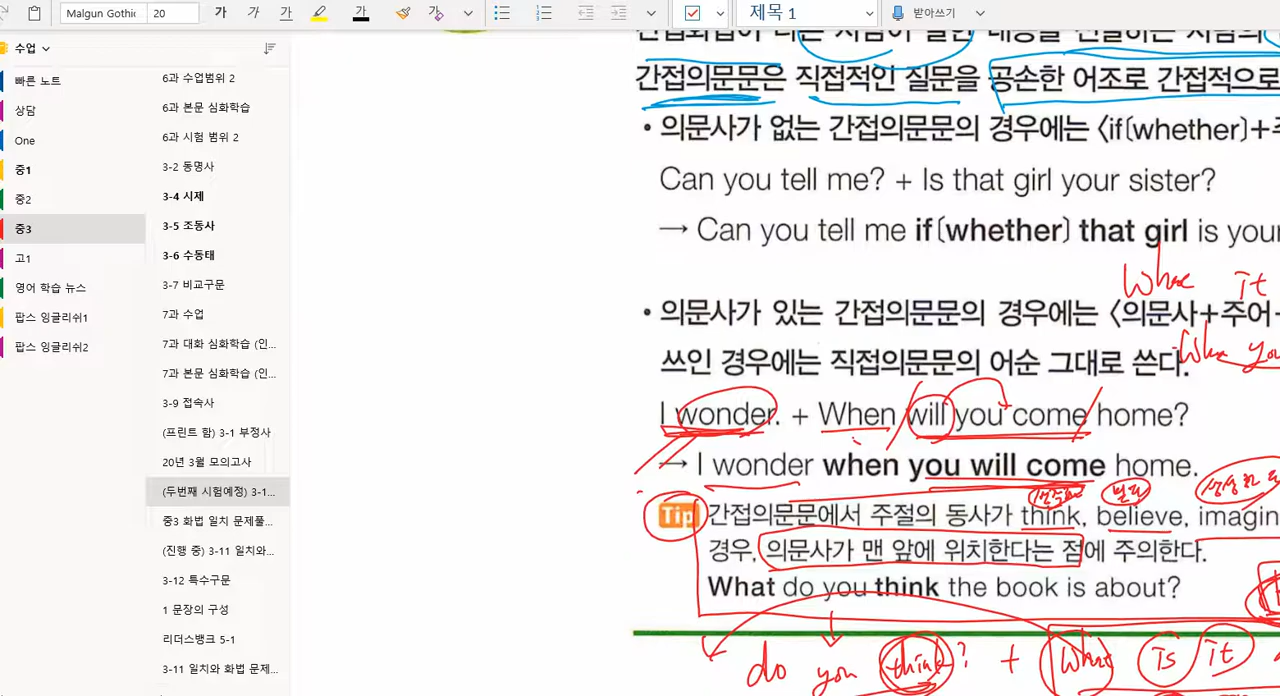 Malgun Gothic 20 가 가 가 가 가 제목 1 받아쓰기
수업
빠른 노트
상담
One
중1
중2
중3
고1
영어 학습 뉴스
팝스 잉글리쉬1
팝스 잉글리쉬2
6과 수업범위 2
6과 본문 심화학습
6과 시험 범위 2
3-2 동명사
3-4 시제
3-5 조동사
3-6 수동태
3-7 비교구문
7과 수업
7과 대화 심화학습 (인...
7과 본문 심화학습 (인...
3-9 접속사
(프린트 함) 3-1 부정사
20년 3월 모의고사
(두번째 시험예정) 3-1...
중3 화법 일치 문제풀...
(진행 중) 3-11 일치와...
3-12 특수구문
1 문장의 구성
리더스뱅크 5-1
3-11 일치와 화법 문제...
간접의문문은 직접적인 질문을 공손한 어조로 간접적으로
• 의문사가 없는 간접의문문의 경우에는 〈if(whether)+주
Can you tell me? + Is that girl your sister?
→ Can you tell me if(whether) that girl is your
it
• 의문사가 있는 간접의문문의 경우에는 〈의문사+주어+
쓰인 경우에는 직접의문문의 어순 그대로 쓴다.
I wonder. + When will you come home?
→ I wonder when you will come home.
Tip 간접의문문에서 주절의 동사가 think, believe, imagin
경우, 의문사가 맨 앞에 위치한다는 점에 주의한다.
What do you think the book is about?
do you think? + What is it